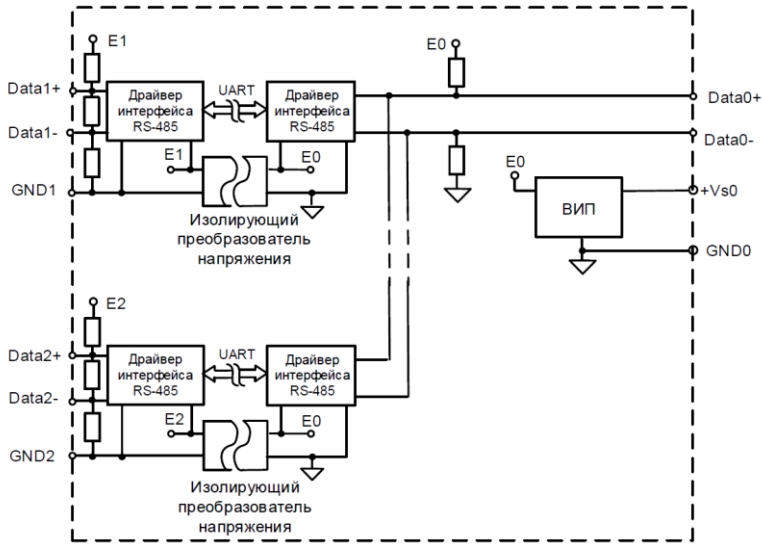 E1
E0
Data1+
Драйвер
интерфейса
RS-485
UART
Драйвер
интерфейса
RS-485
Data0+
Data1-
Data0-
E1
E0
E0
GND1
ВИП
+Vs0
Изолирующий
преобразователь
напряжения
GND0
E2
Data2+
Драйвер
интерфейса
RS-485
UART
Драйвер
интерфейса
RS-485
Data2-
E2
E0
GND2
Изолирующий
преобразователь
напряжения